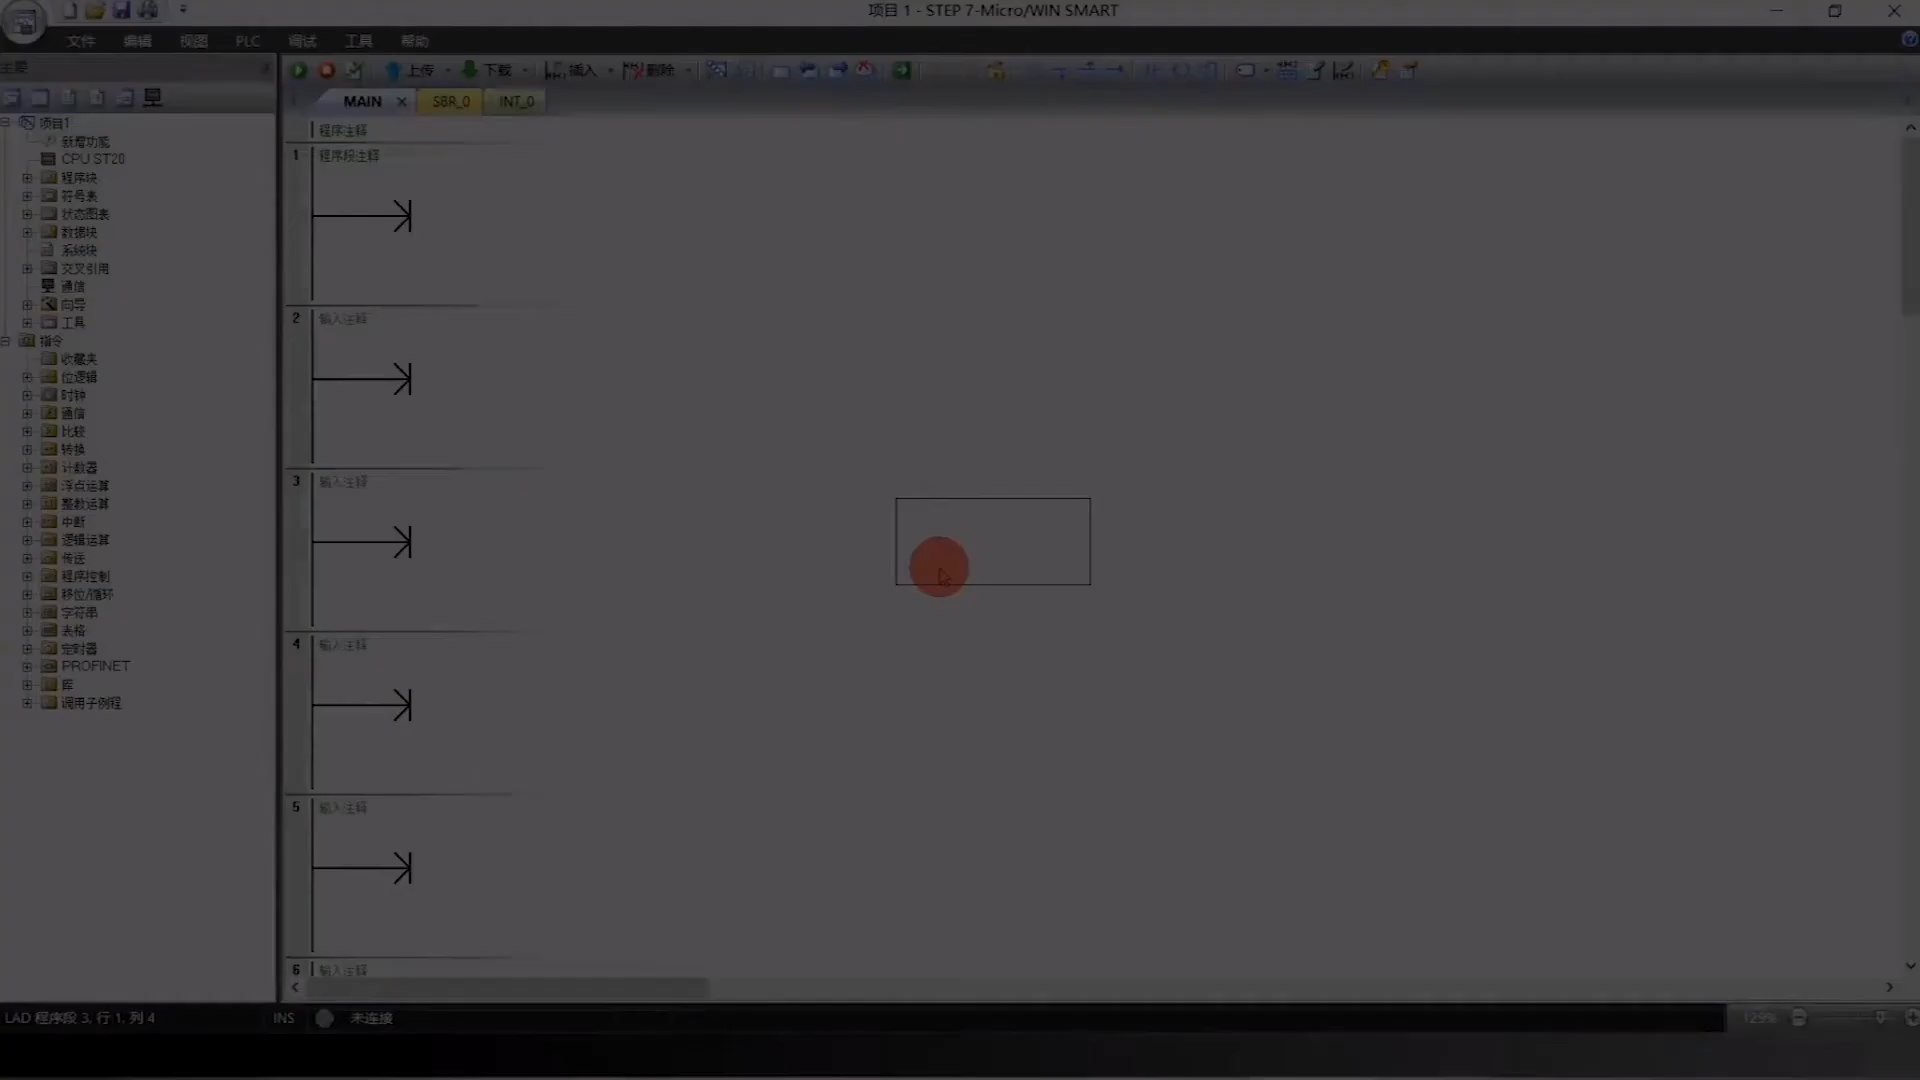 项目 1 - STEP 7-Micro/WIN SMART
文件 编辑 视图 PLC 调试 工具 帮助
主要
上传 下载 插入 删除
MAIN SBR_0 INT_0
项目1
新增功能
CPU ST20
程序块
符号表
状态图表
数据块
系统块
交叉引用
通信
向导
工具
指令
收藏夹
位逻辑
时钟
通信
比较
转换
计数器
浮点运算
整数运算
中断
逻辑运算
传送
程序控制
移位/循环
字符串
表格
定时器
PROFINET
库
调用子例程
程序注释
1 程序段注释
2 输入注释
3 输入注释
4 输入注释
5 输入注释
6 输入注释
LAD 程序段 3, 行 1, 列 4 INS 未连接 129%